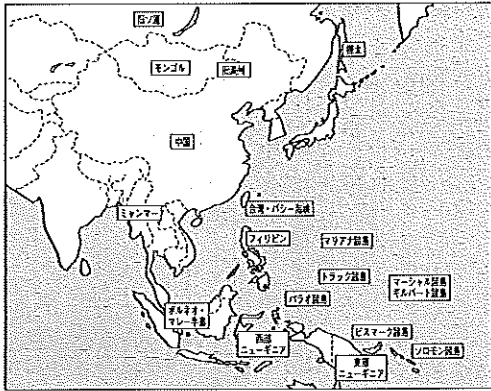 旧ソ連
樺太
モンゴル
旧満州
中国
ミャンマー
台湾・バシー海峡
フィリピン
マリアナ諸島
トラック諸島
マーシャル諸島
ギルバート諸島
パラオ諸島
ボルネオ・
マレー半島
ビスマーク諸島
西部
ニューギニア
ソロモン諸島
東部
ニューギニア